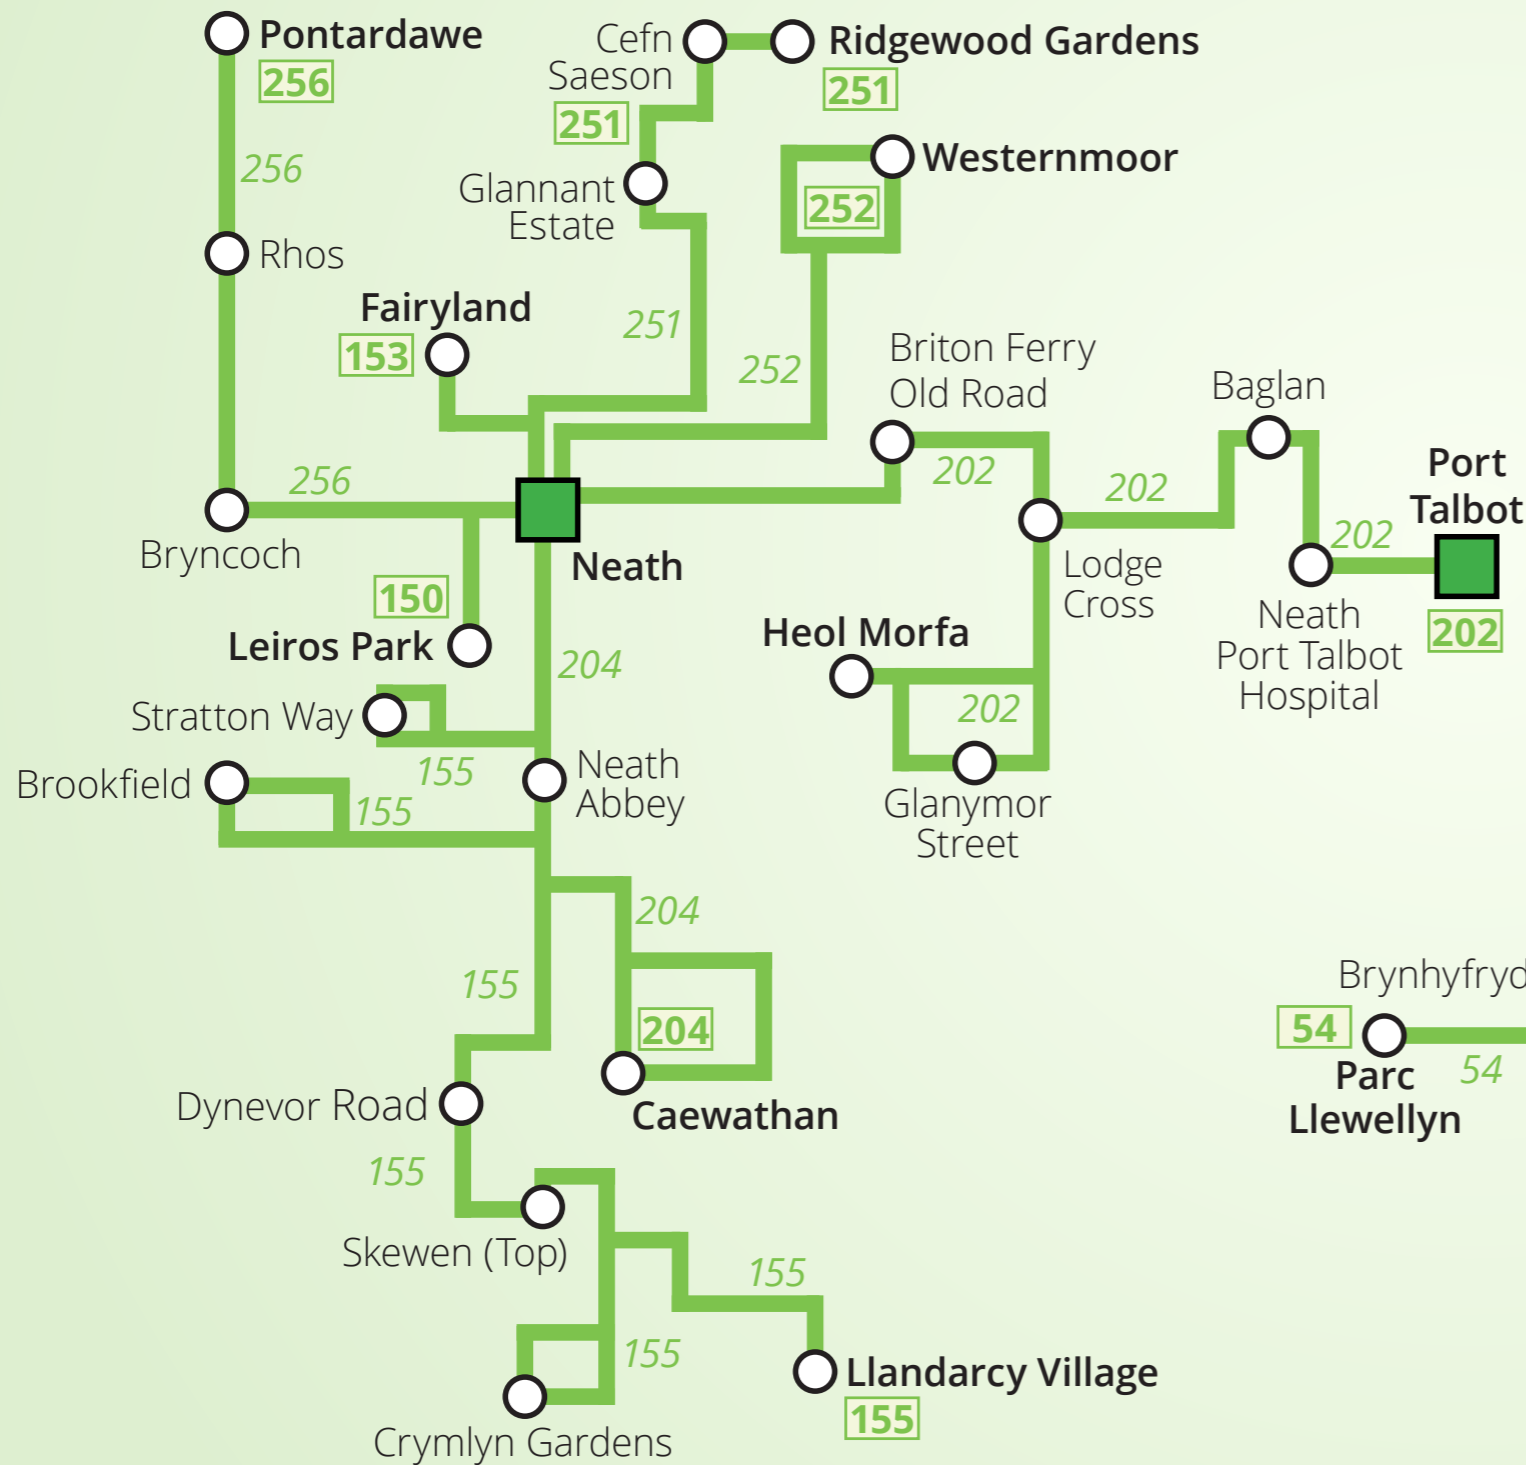 Pontardawe
256
256
Rhos
256
Bryncoch
Cefn
Saeson
251
Ridgewood Gardens
251
Glannant
Estate
251
Westernmoor
252
252
Fairyland
153
Neath
150
Leiros Park
Briton Ferry
Old Road
202
Lodge
Cross
202
Baglan
Port
Talbot
202
202
Neath
Port Talbot
Hospital
Heol Morfa
202
Glanymor
Street
204
Stratton Way
155
Neath
Abbey
Brookfield
155
204
204
Caewathan
155
Dynevor Road
155
Skewen (Top)
155
Llandarcy Village
155
155
Crymlyn Gardens
Brynhyfryd
54
54
Parc
Llewellyn